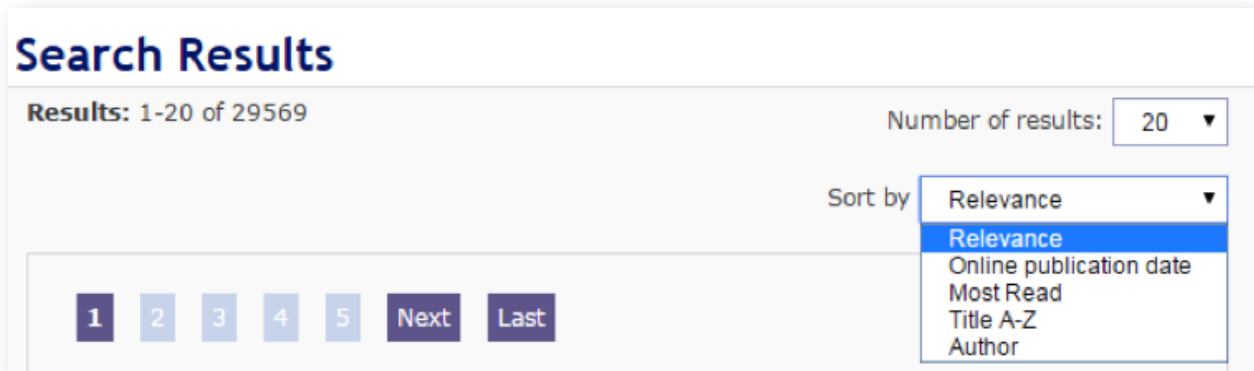 Search Results
Results: 1-20 of 29569
Number of results: 20
Sort by Relevance
Relevance
Online publication date
Most Read
Title A-Z
Author
1 2 3 4 5 Next Last